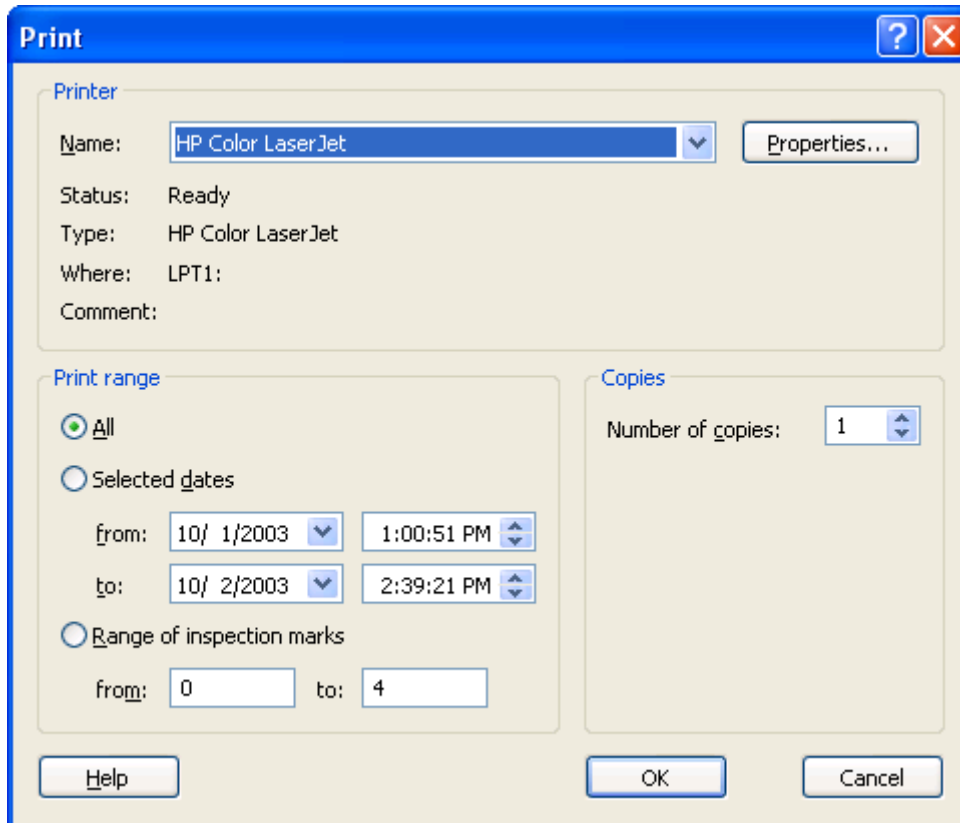 Print
Printer
Name: HP Color LaserJet Properties...
Status: Ready
Type: HP Color LaserJet
Where: LPT1:
Comment:
Print range
All
Selected dates
from: 10/ 1/2003 1:00:51 PM
to: 10/ 2/2003 2:39:21 PM
Range of inspection marks
from: 0 to: 4
Copies
Number of copies: 1
Help OK Cancel